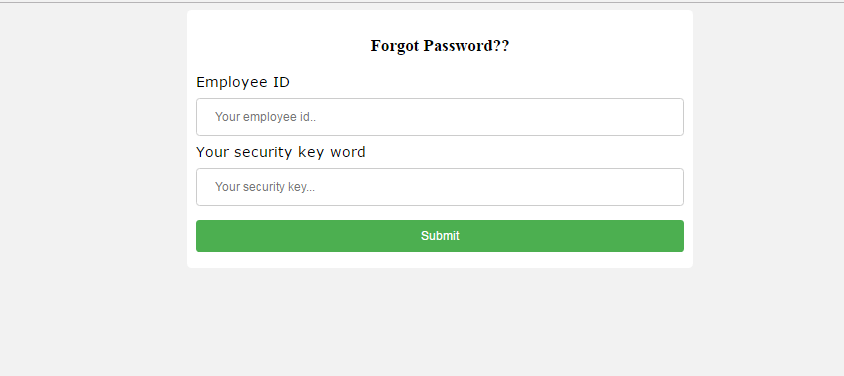 Forgot Password??
Employee ID
Your employee id..
Your security key word
Your security key...
Submit